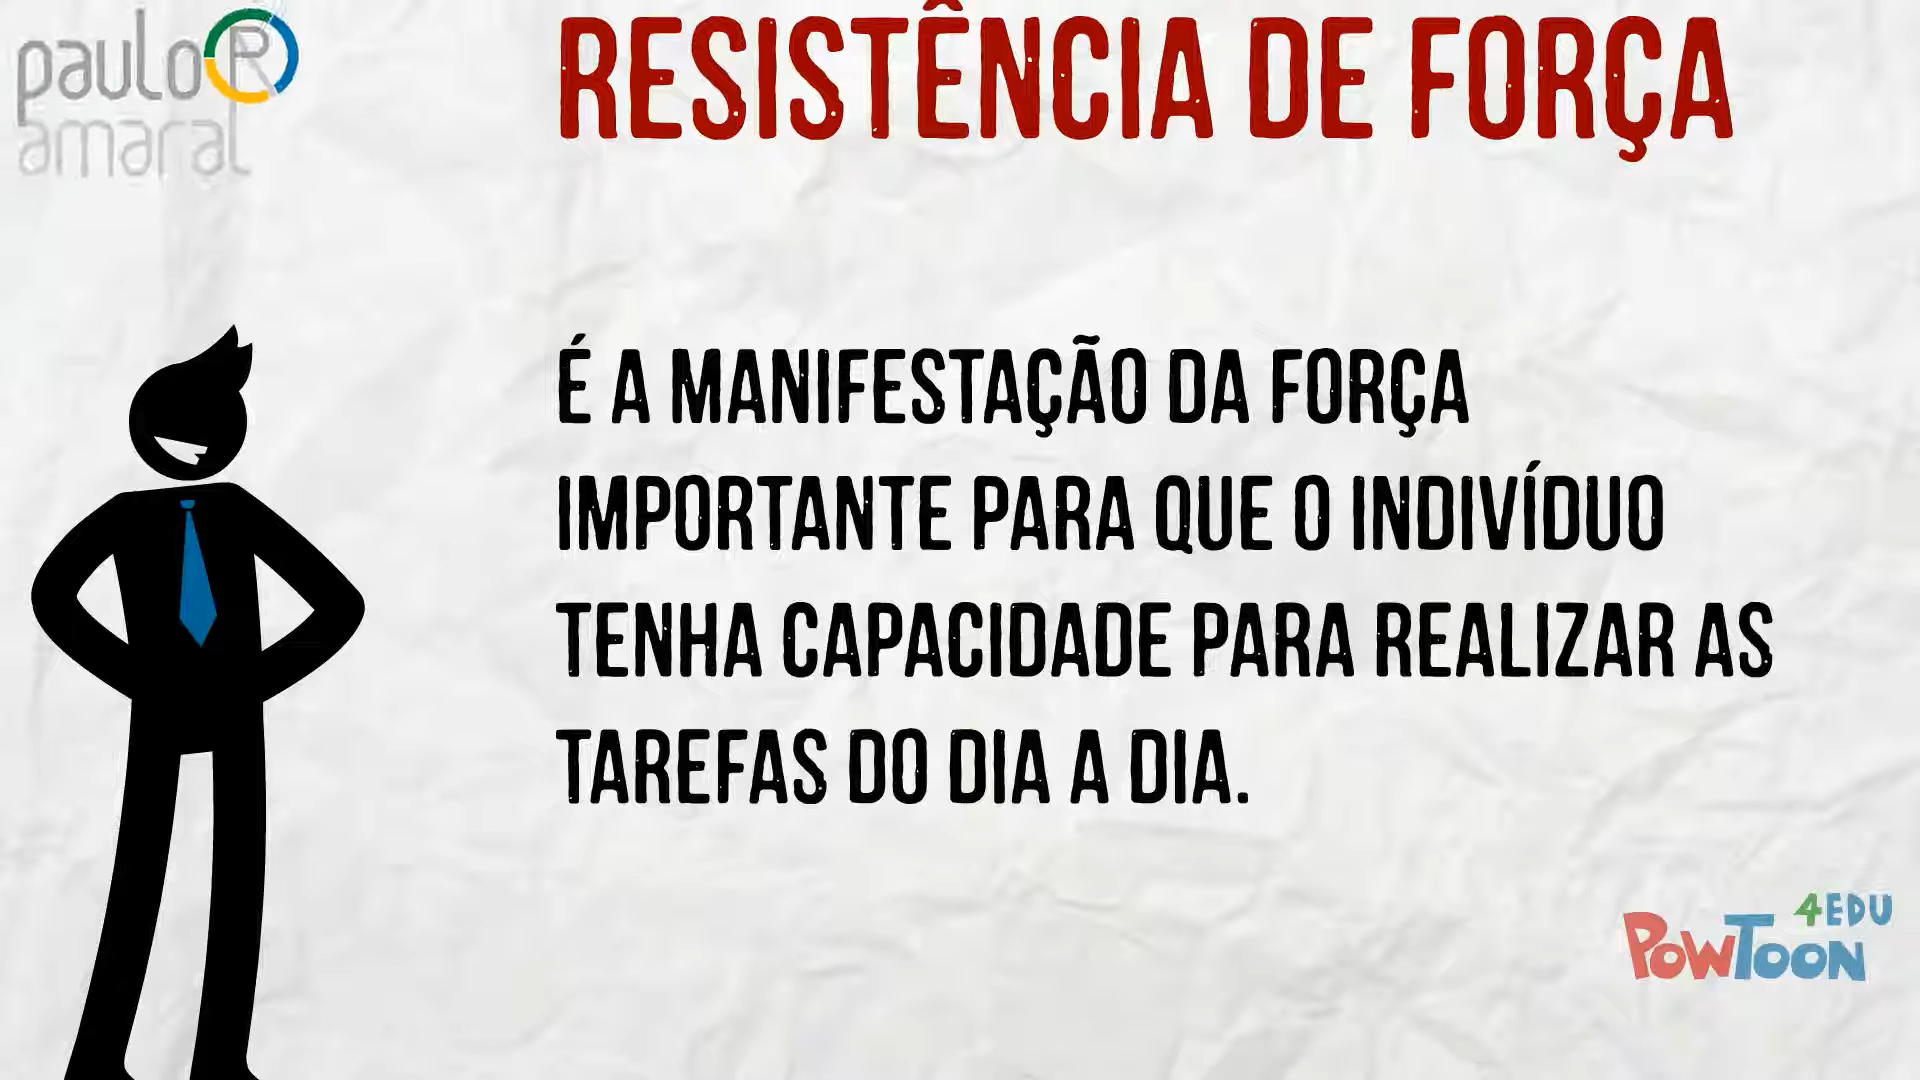 paulo R
amaral
RESISTÊNCIA DE FORÇA
É A MANIFESTAÇÃO DA FORÇA
IMPORTANTE PARA QUE O INDIVÍDUO
TENHA CAPACIDADE PARA REALIZAR AS
TAREFAS DO DIA A DIA.
4EDU
POWTOON